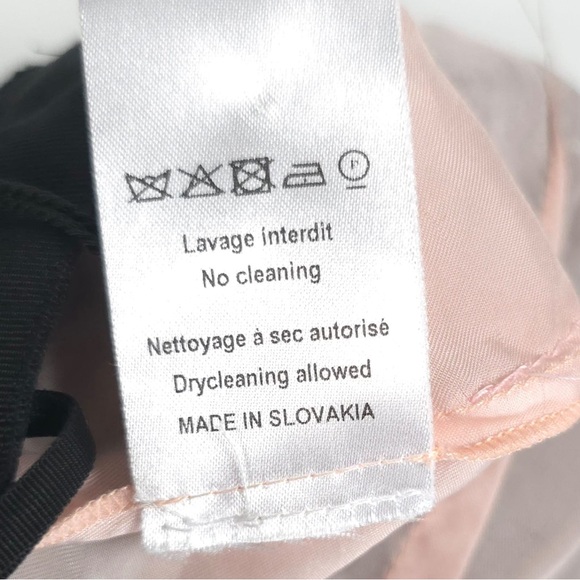 P
Lavage interdit
No cleaning
Nettoyage à sec autorisé
Drycleaning allowed
MADE IN SLOVAKIA